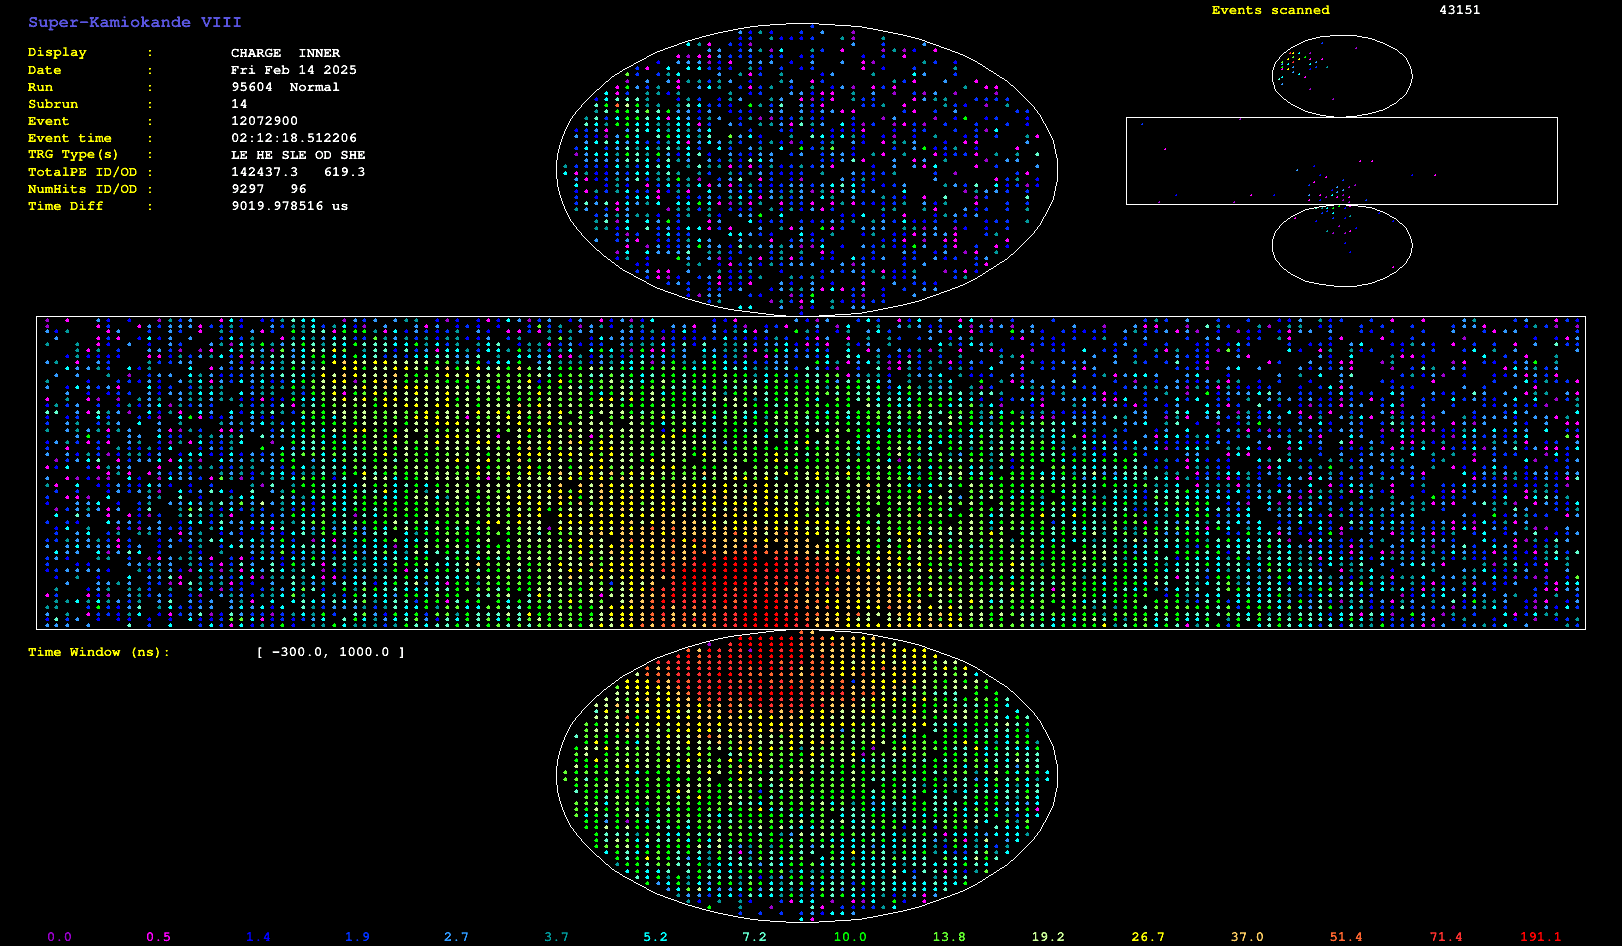 Super-Kamiokande VIII
Events scanned 43151
Display : CHARGE INNER
Date : Fri Feb 14 2025
Run : 95604 Normal
Subrun : 14
Event : 12072900
Event time : 02:12:18.512206
TRG Type(s) : LE HE SLE OD SHE
TotalPE ID/OD : 142437.3 619.3
NumHits ID/OD : 9297 96
Time Diff : 9019.978516 us
Time Window (ns): [ -300.0, 1000.0 ]
0.0 0.5 1.4 1.9 2.7 3.7 5.2 7.2 10.0 13.8 19.2 26.7 37.0 51.4 71.4 191.1